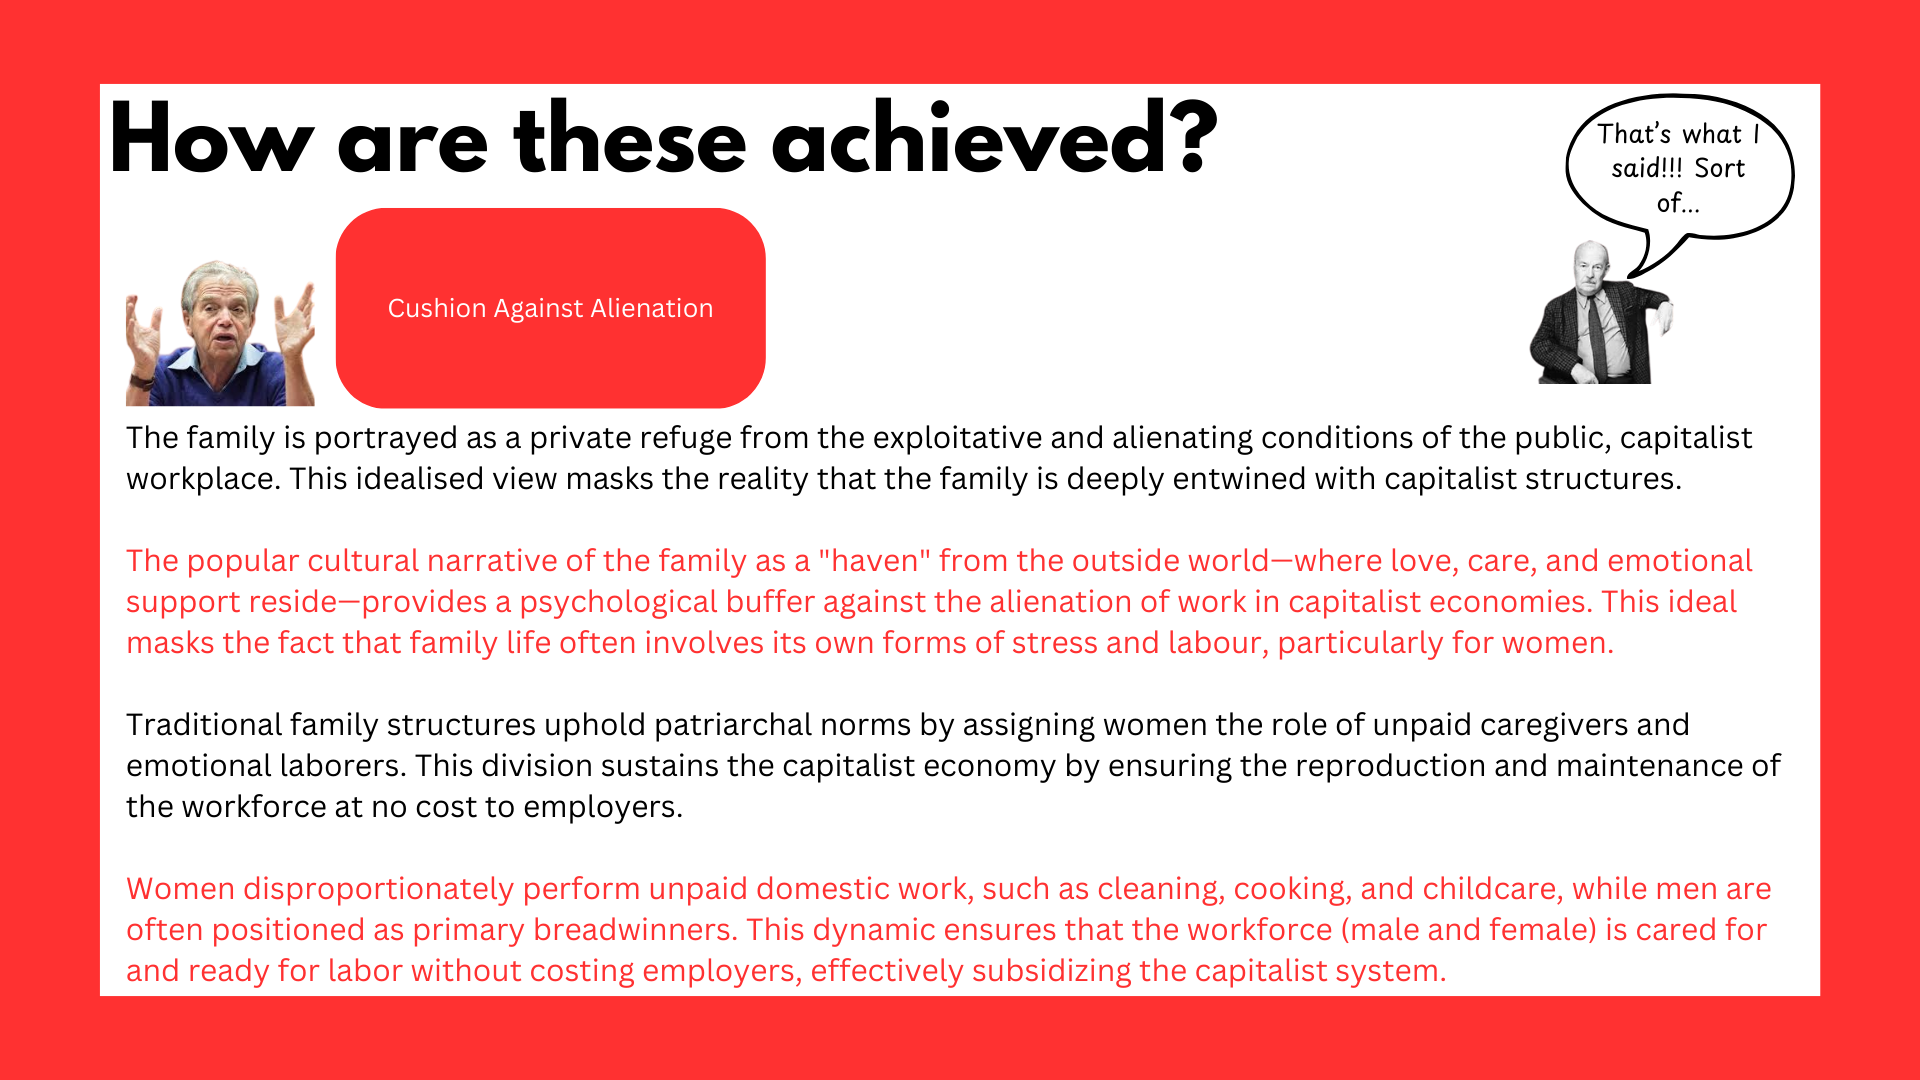 How are these achieved?
That's what I
said!!! Sort
of...
Cushion Against Alienation
The family is portrayed as a private refuge from the exploitative and alienating conditions of the public, capitalist
workplace. This idealised view masks the reality that the family is deeply entwined with capitalist structures.
The popular cultural narrative of the family as a "haven" from the outside world—where love, care, and emotional
support reside—provides a psychological buffer against the alienation of work in capitalist economies. This ideal
masks the fact that family life often involves its own forms of stress and labour, particularly for women.
Traditional family structures uphold patriarchal norms by assigning women the role of unpaid caregivers and
emotional laborers. This division sustains the capitalist economy by ensuring the reproduction and maintenance of
the workforce at no cost to employers.
Women disproportionately perform unpaid domestic work, such as cleaning, cooking, and childcare, while men are
often positioned as primary breadwinners. This dynamic ensures that the workforce (male and female) is cared for
and ready for labor without costing employers, effectively subsidizing the capitalist system.